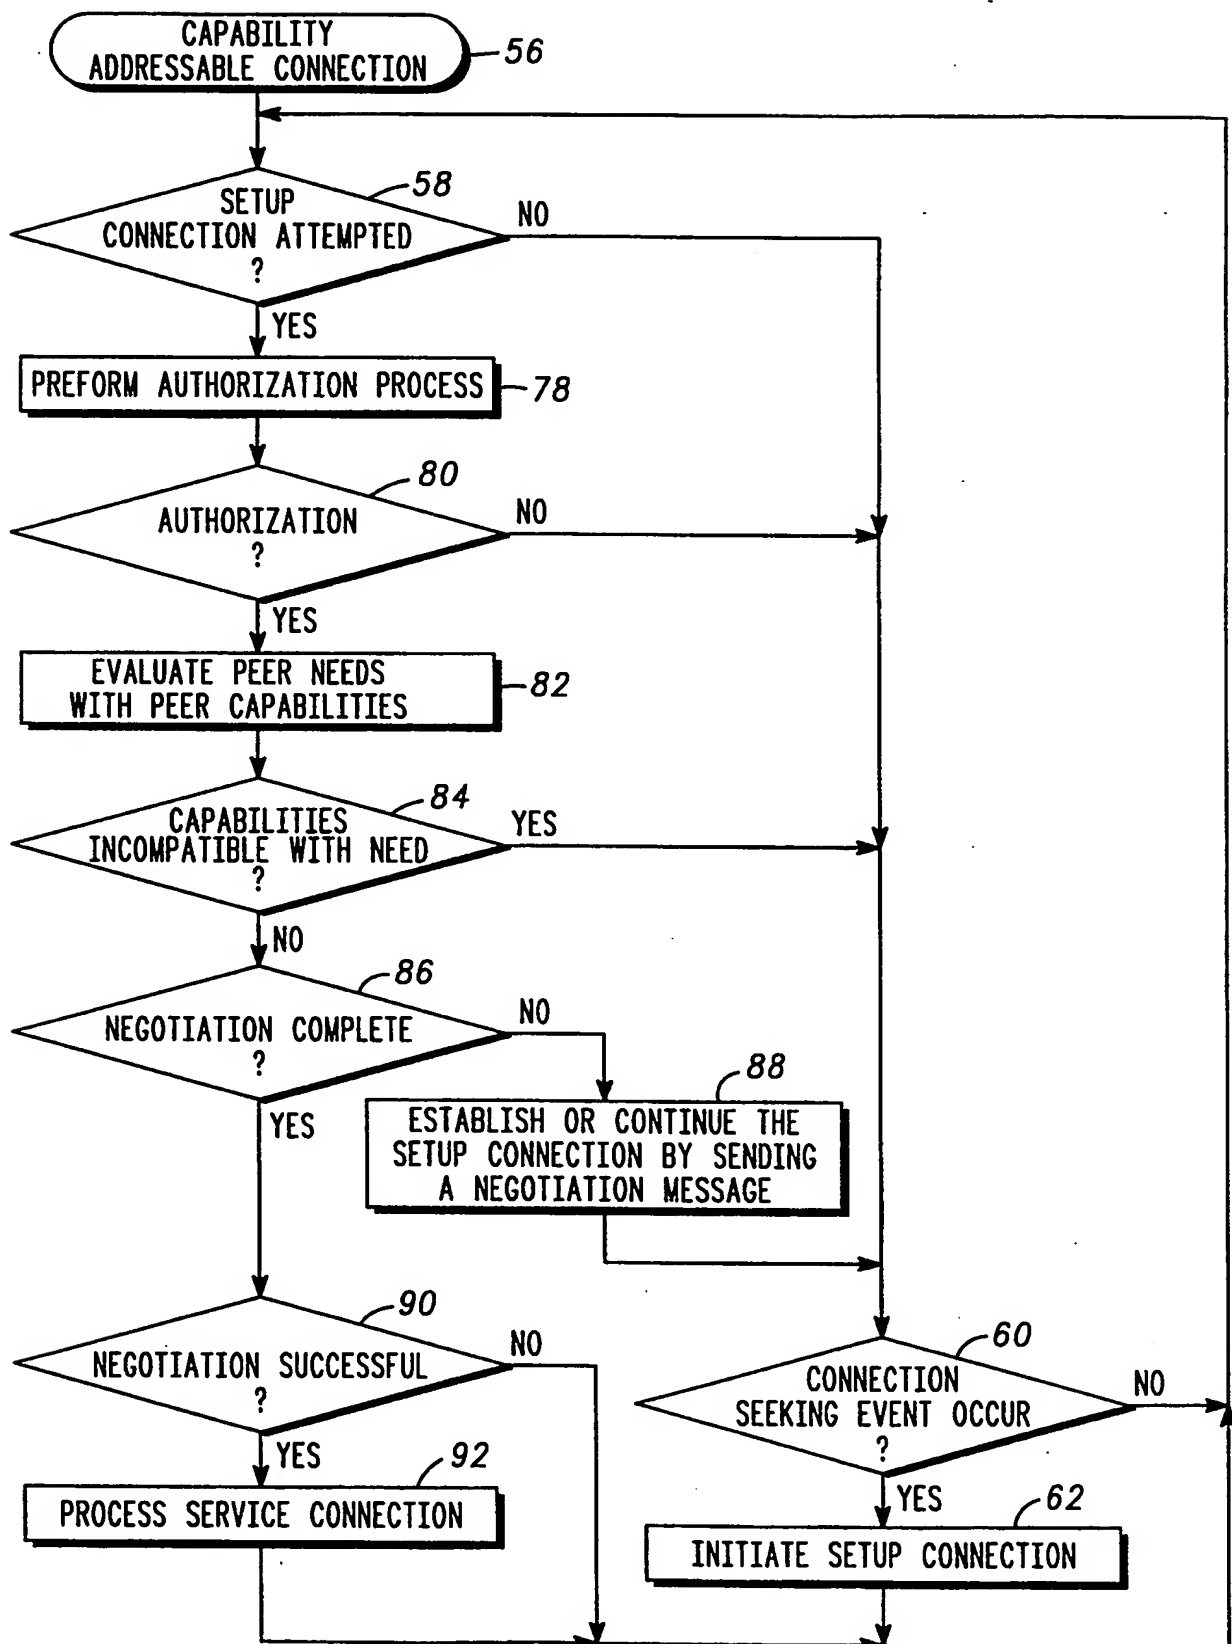 CAPABILITY
ADDRESSABLE CONNECTION
56
58
SETUP
CONNECTION ATTEMPTED
?
NO
YES
PREFORM AUTHORIZATION PROCESS
78
80
AUTHORIZATION
?
NO
YES
EVALUATE PEER NEEDS
WITH PEER CAPABILITIES
82
84
CAPABILITIES
INCOMPATIBLE WITH NEED
?
YES
NO
86
NEGOTIATION COMPLETE
?
NO
YES
88
ESTABLISH OR CONTINUE THE
SETUP CONNECTION BY SENDING
A NEGOTIATION MESSAGE
90
NEGOTIATION SUCCESSFUL
?
NO
YES
92
PROCESS SERVICE CONNECTION
60
CONNECTION
SEEKING EVENT OCCUR
?
NO
YES
62
INITIATE SETUP CONNECTION